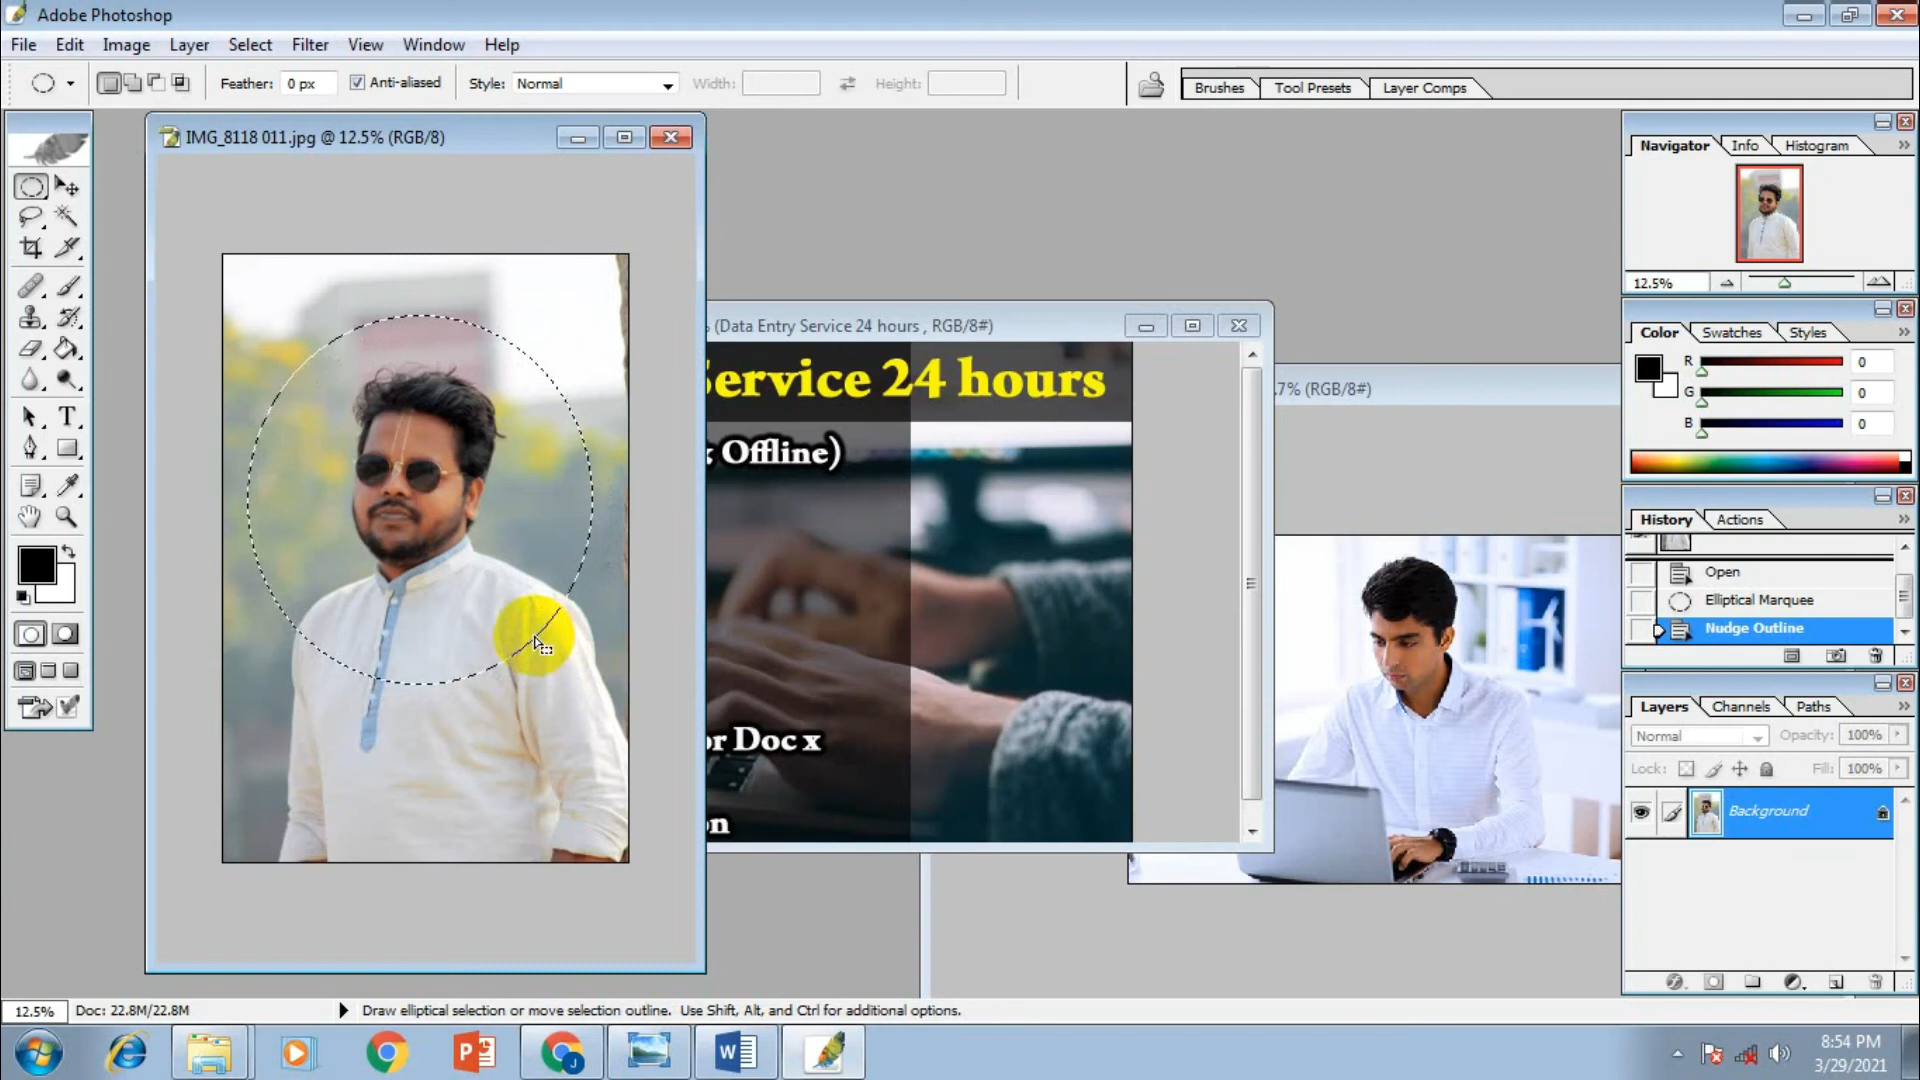 Adobe Photoshop
File Edit Image Layer Select Filter View Window Help
Feather: 0 px Anti-aliased Style: Normal Width: Height: Brushes Tool Presets Layer Comps
IMG_8118 011.jpg @ 12.5% (RGB/8)
Navigator Info Histogram
12.5%
% (Data Entry Service 24 hours , RGB/8#)
Service 24 hours
Offline)
or Doc x
on
.7% (RGB/8#)
Color Swatches Styles
R 0
G 0
B 0
History Actions
Open
Elliptical Marquee
Nudge Outline
Layers Channels Paths
Normal Opacity: 100%
Lock: Fill: 100%
Background
12.5% Doc: 22.8M/22.8M Draw elliptical selection or move selection outline. Use Shift, Alt, and Ctrl for additional options.
8:54 PM
3/29/2021